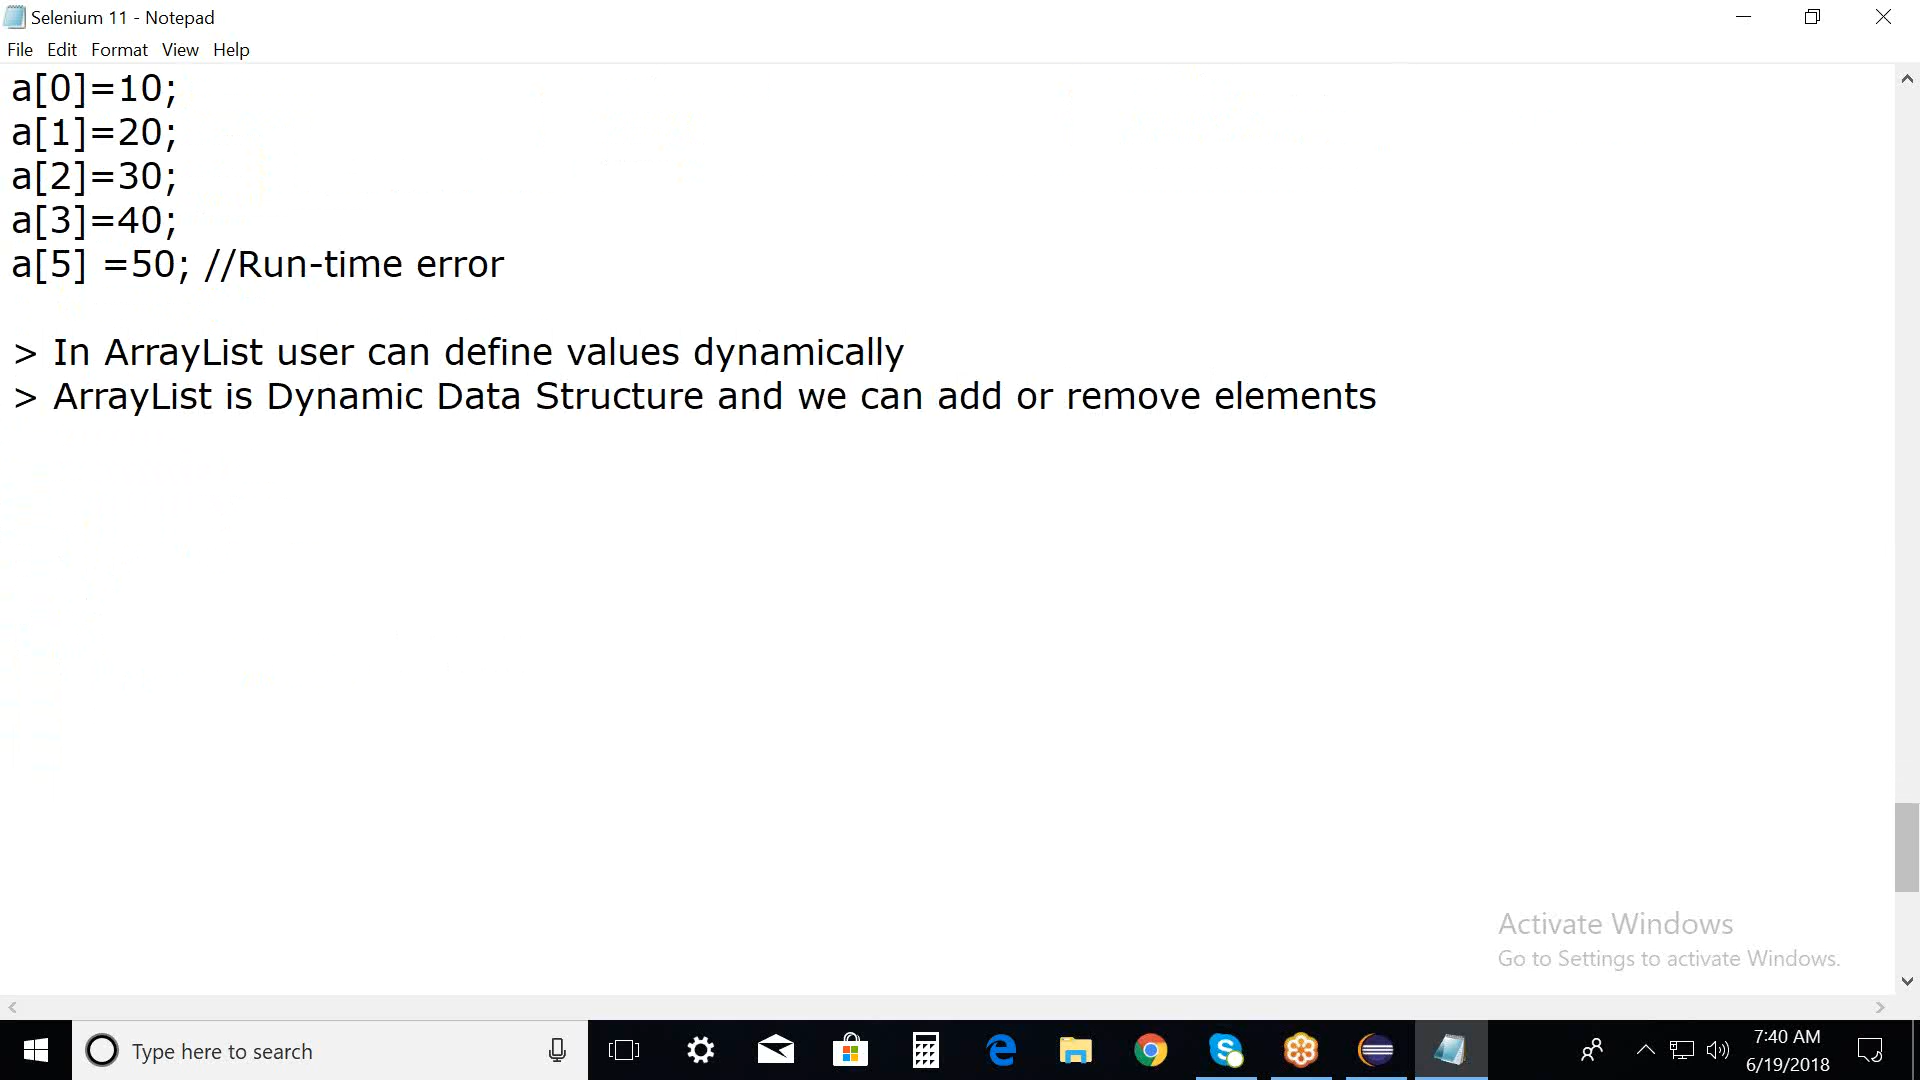 Selenium 11 - Notepad
File Edit Format View Help
a[0]=10;
a[1]=20;
a[2]=30;
a[3]=40;
a[5] =50; //Run-time error
> In ArrayList user can define values dynamically
> ArrayList is Dynamic Data Structure and we can add or remove elements
Activate Windows
Go to Settings to activate Windows.
Type here to search
7:40 AM
6/19/2018